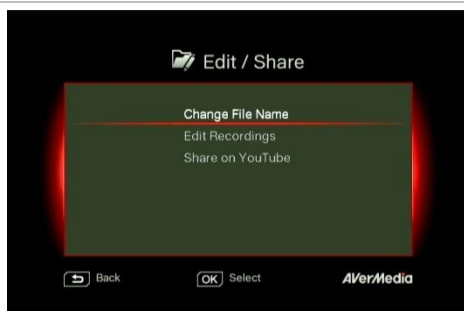 Edit / Share
Change File Name
Edit Recordings
Share on YouTube
Back
OK Select
AVerMedia